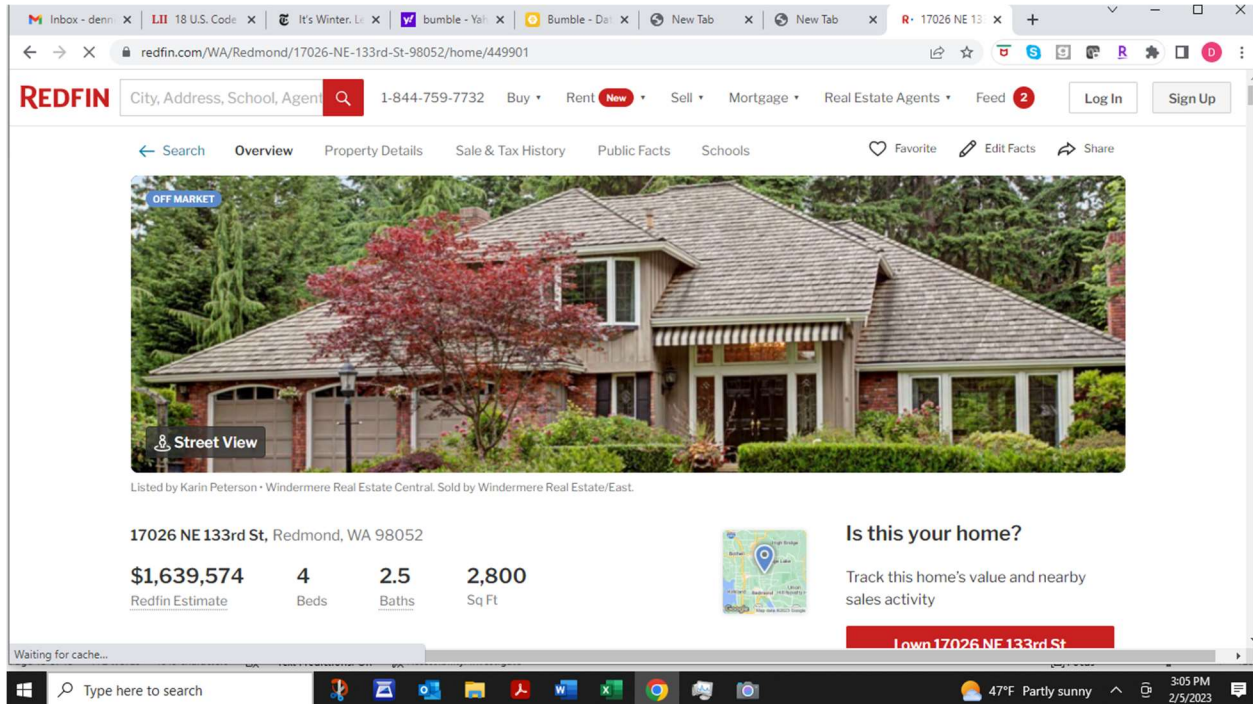 Inbox - denn
18 U.S. Code
It's Winter. Le
bumble - Yah
Bumble - Dat
New Tab
New Tab
17026 NE 13
redfin.com/WA/Redmond/17026-NE-133rd-St-98052/home/449901
REDFIN
City, Address, School, Agent
1-844-759-7732
Buy
Rent New
Sell
Mortgage
Real Estate Agents
Feed 2
Log In
Sign Up
Search
Overview
Property Details
Sale & Tax History
Public Facts
Schools
Favorite
Edit Facts
Share
OFF MARKET
Street View
Listed by Karin Peterson • Windermere Real Estate Central. Sold by Windermere Real Estate/East.
17026 NE 133rd St, Redmond, WA 98052
$1,639,574
Redfin Estimate
4
Beds
2.5
Baths
2,800
Sq Ft
Google
Is this your home?
Track this home's value and nearby
sales activity
I own 17026 NE 133rd St
Waiting for cache...
Type here to search
47°F Partly sunny
3:05 PM
2/5/2023